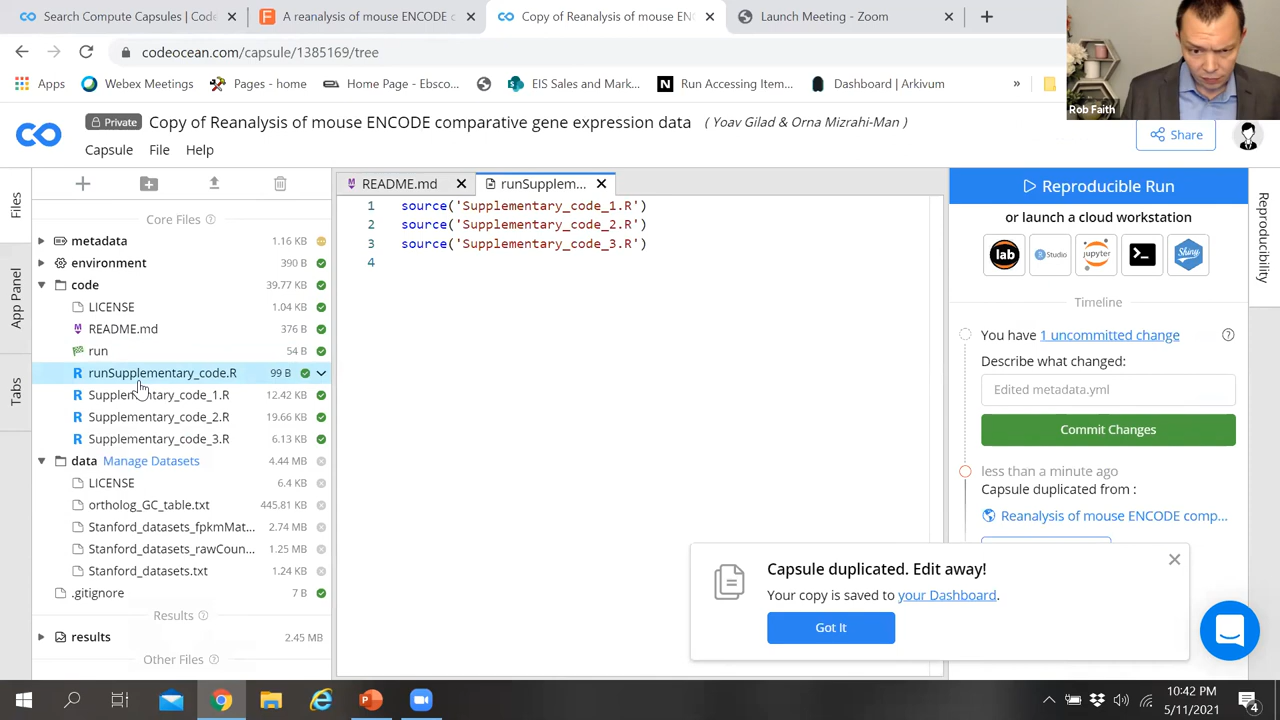 Search Compute Capsules | Code
A reanalysis of mouse ENCODE c
Copy of Reanalysis of mouse EN
Launch Meeting - Zoom
codeocean.com/capsule/1385169/tree
Apps
Webex Meetings
Pages - home
Home Page - Ebsco...
EIS Sales and Mark...
Run Accessing Item...
Dashboard | Arkivum
»
Rob Faith
Private
Copy of Reanalysis of mouse ENCODE comparative gene expression data
( Yoav Gilad & Orna Mizrahi-Man )
Capsule File Help
Share
Files
App Panel
Tabs
Core Files
metadata 1.16 KB
environment 390 B
code 39.77 KB
LICENSE 1.04 KB
README.md 376 B
run 54 B
runSupplementary_code.R 99 B
Supplementary_code_1.R 12.42 KB
Supplementary_code_2.R 19.66 KB
Supplementary_code_3.R 6.13 KB
data Manage Datasets 4.44 MB
LICENSE 6.4 KB
ortholog_GC_table.txt 445.81 KB
Stanford_datasets_fpkmMat... 2.74 MB
Stanford_datasets_rawCoun... 1.25 MB
Stanford_datasets.txt 1.24 KB
.gitignore 7 B
Results
results 2.45 MB
Other Files
README.md
runSupplem...
1 source('Supplementary_code_1.R')
2 source('Supplementary_code_2.R')
3 source('Supplementary_code_3.R')
4
Reproducible Run
or launch a cloud workstation
lab
Studio
jupyter
Shiny
Timeline
You have 1 uncommitted change
Describe what changed:
Edited metadata.yml
Commit Changes
less than a minute ago
Capsule duplicated from :
Reanalysis of mouse ENCODE comp...
Reproducibility
Capsule duplicated. Edit away!
Your copy is saved to your Dashboard.
Got It
10:42 PM
5/11/2021
4